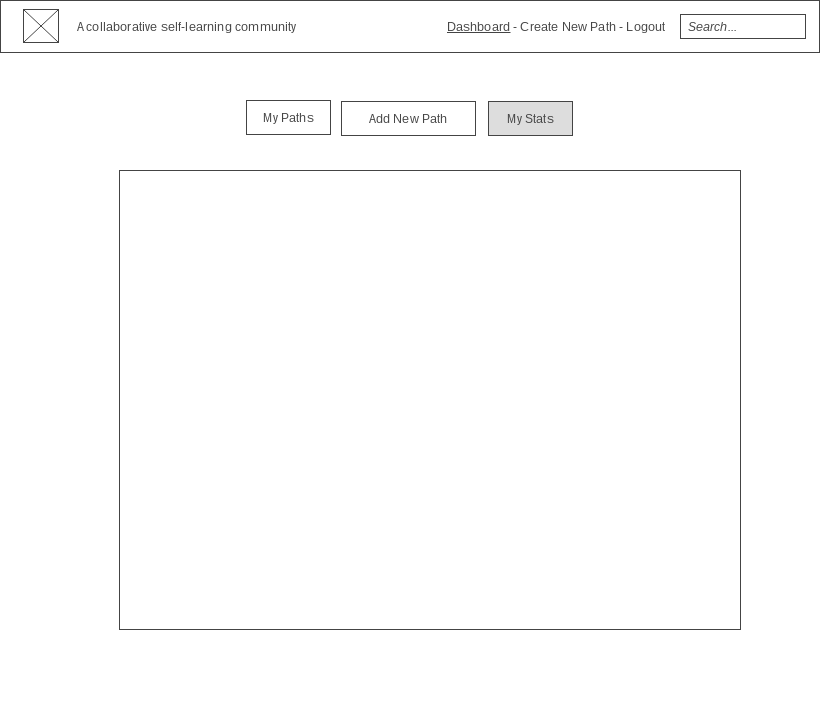 A collaborative self-learning community
Dashboard - Create New Path - Logout
Search...
My Paths
Add New Path
My Stats